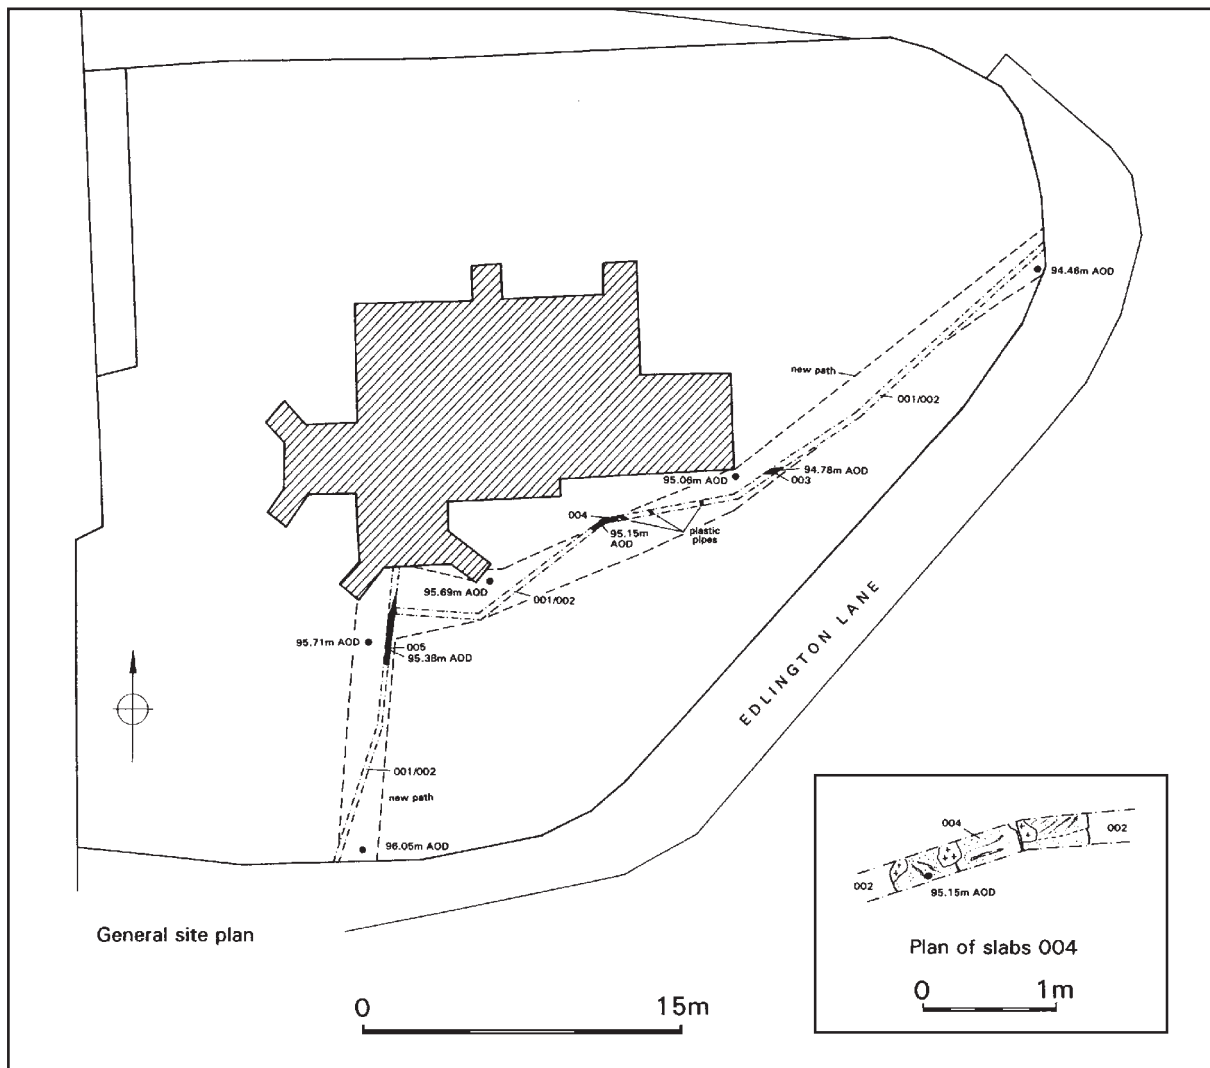 94.46m AOD
new path
001/002
95.06m AOD
94.78m AOD
003
004
95.15m
AOD
plastic
pipes
95.69m AOD
001/002
95.71m AOD
005
95.38m AOD
EDLINGTON LANE
001/002
new path
96.05m AOD
General site plan
0 15m
004
002
002
95.15m AOD
Plan of slabs 004
0 1m